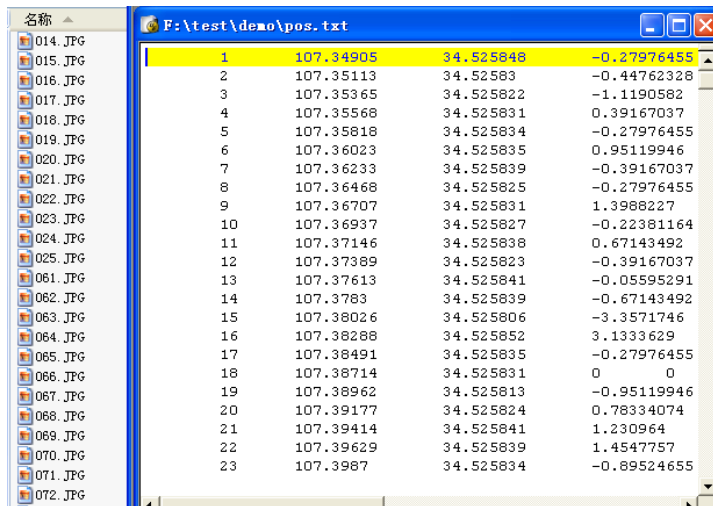 名称
014.JPG
015.JPG
016.JPG
017.JPG
018.JPG
019.JPG
020.JPG
021.JPG
022.JPG
023.JPG
024.JPG
025.JPG
061.JPG
062.JPG
063.JPG
064.JPG
065.JPG
066.JPG
067.JPG
068.JPG
069.JPG
070.JPG
071.JPG
072.JPG
F:\test\demo\pos.txt
1 107.34905 34.525848 -0.27976455
2 107.35113 34.52583 -0.44762328
3 107.35365 34.525822 -1.1190582
4 107.35568 34.525831 0.39167037
5 107.35818 34.525834 -0.27976455
6 107.36023 34.525835 0.95119946
7 107.36233 34.525839 -0.39167037
8 107.36468 34.525825 -0.27976455
9 107.36707 34.525831 1.3988227
10 107.36937 34.525827 -0.22381164
11 107.37146 34.525838 0.67143492
12 107.37389 34.525823 -0.39167037
13 107.37613 34.525841 -0.05595291
14 107.3783 34.525839 -0.67143492
15 107.38026 34.525806 -3.3571746
16 107.38288 34.525852 3.1333629
17 107.38491 34.525835 -0.27976455
18 107.38714 34.525831 0 0
19 107.38962 34.525813 -0.95119946
20 107.39177 34.525824 0.78334074
21 107.39414 34.525841 1.230964
22 107.39629 34.525839 1.4547757
23 107.3987 34.525834 -0.89524655